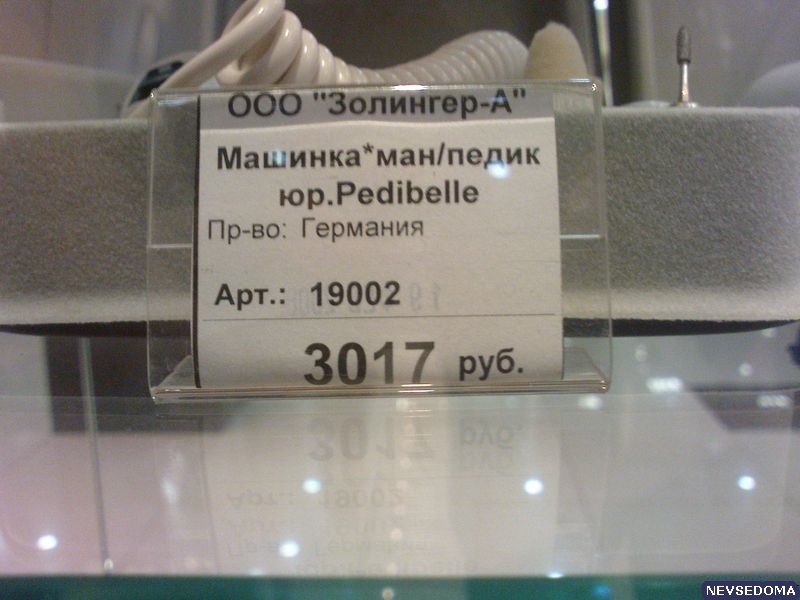 ООО "Золингер-А"
Машинка*ман/педик
юр.Pedibelle
Пр-во: Германия
Арт.: 19002
3017 руб.
NEVSEDOMA